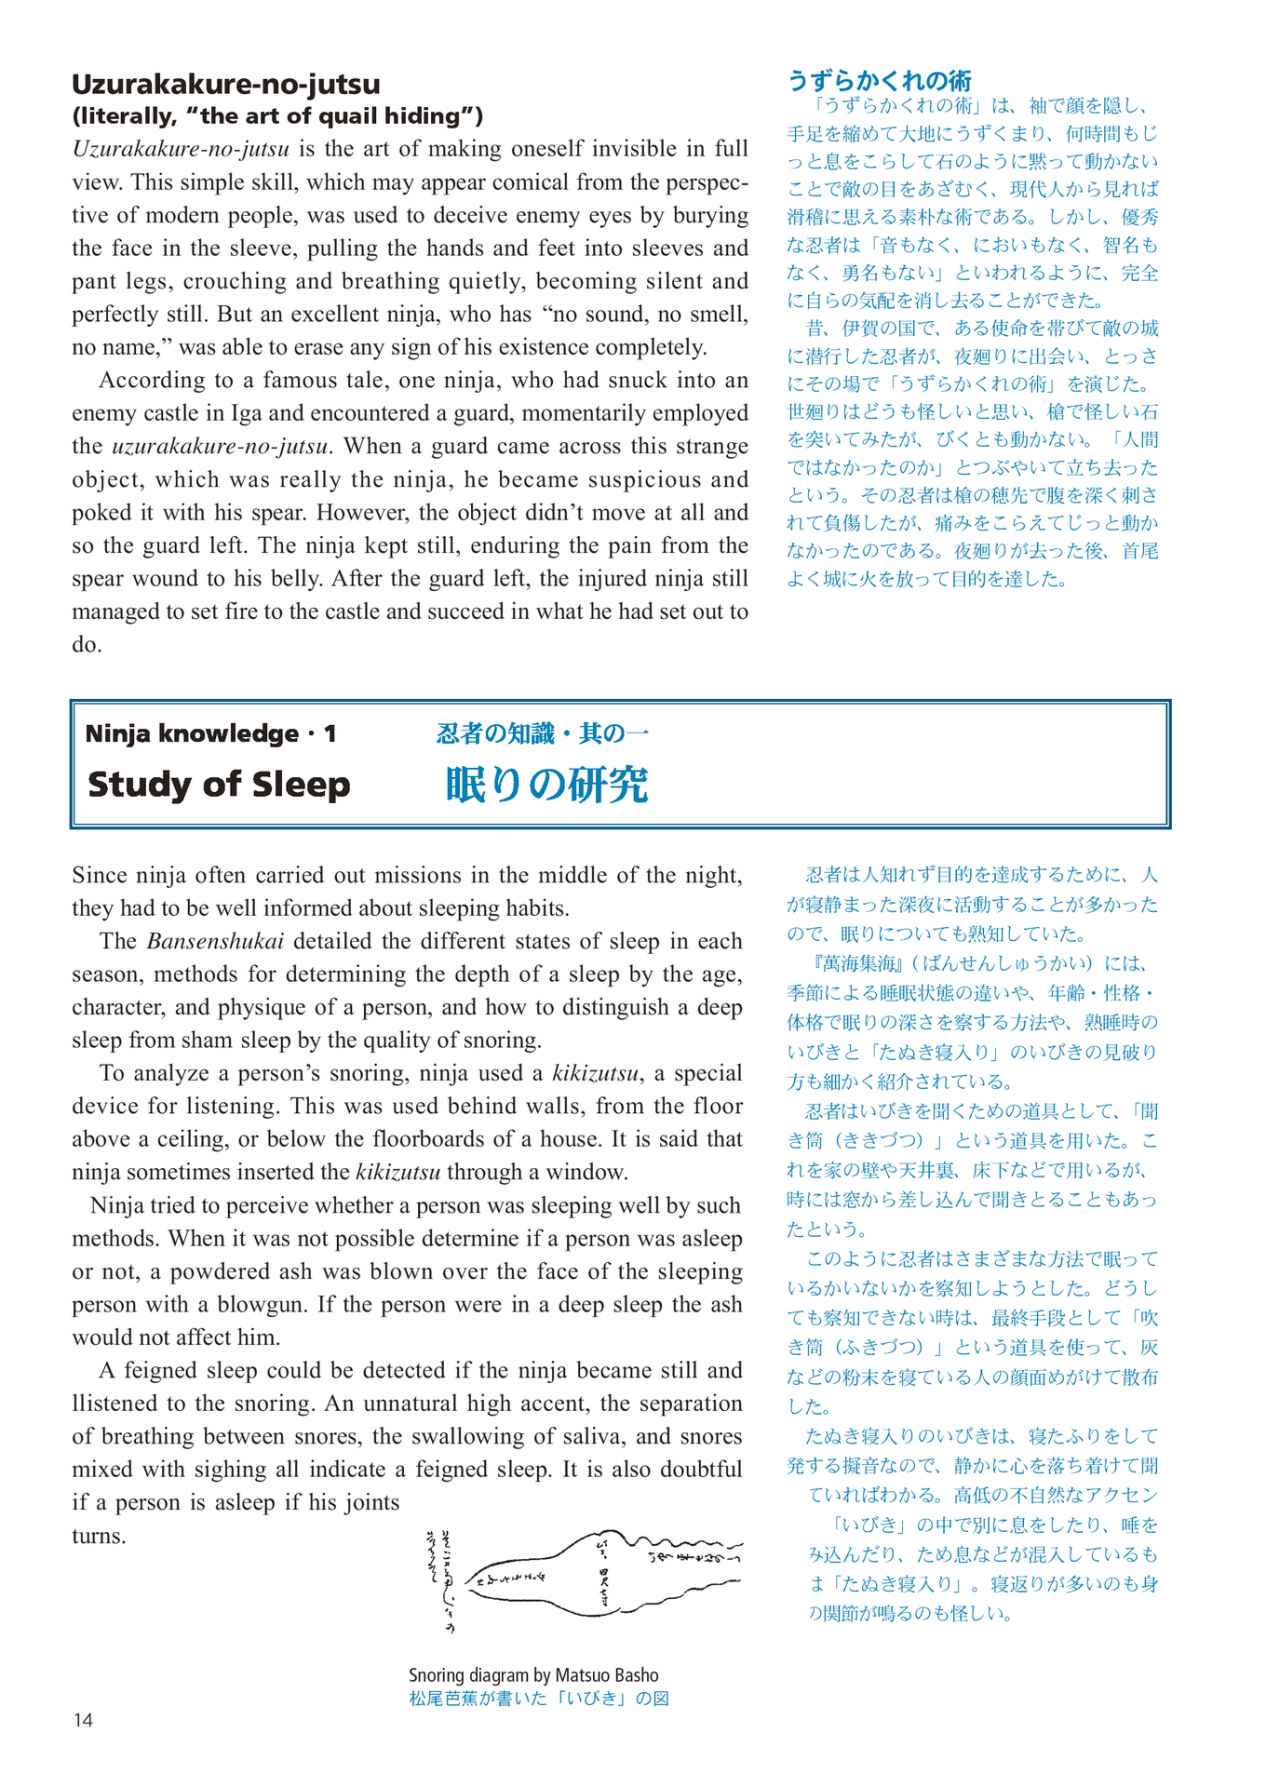 Uzurakakure-no-jutsu
(literally, “the art of quail hiding”)
Uzurakakure-no-jutsu is the art of making oneself invisible in full
view. This simple skill, which may appear comical from the perspec-
tive of modern people, was used to deceive enemy eyes by burying
the face in the sleeve, pulling the hands and feet into sleeves and
pant legs, crouching and breathing quietly, becoming silent and
perfectly still. But an excellent ninja, who has “no sound, no smell,
no name,” was able to erase any sign of his existence completely.
According to a famous tale, one ninja, who had snuck into an
enemy castle in Iga and encountered a guard, momentarily employed
the uzurakakure-no-jutsu. When a guard came across this strange
object, which was really the ninja, he became suspicious and
poked it with his spear. However, the object didn’t move at all and
so the guard left. The ninja kept still, enduring the pain from the
spear wound to his belly. After the guard left, the injured ninja still
managed to set fire to the castle and succeed in what he had set out to
do.
うずらかくれの術
「うずらかくれの術」は、袖で顔を隠し、
手足を縮めて大地にうずくまり、何時間もじ
っと息をこらして石のように黙って動かない
ことで敵の目をあざむく、現代人から見れば
滑稽に思える素朴な術である。しかし、優秀
な忍者は「音もなく、においもなく、智名も
なく、勇名もない」といわれるように、完全
に自らの気配を消し去ることができた。
昔、伊賀の国で、ある使命を帯びて敵の城
に潜行した忍者が、夜廻りに出会い、とっさ
にその場で「うずらかくれの術」を演じた。
世廻りはどうも怪しいと思い、槍で怪しい石
を突いてみたが、びくとも動かない。「人間
ではなかったのか」とつぶやいて立ち去った
という。その忍者は槍の穂先で腹を深く刺さ
れて負傷したが、痛みをこらえてじっと動か
なかったのである。夜廻りが去った後、首尾
よく城に火を放って目的を達した。
Ninja knowledge・1
忍者の知識・其の一
Study of Sleep
眠りの研究
Since ninja often carried out missions in the middle of the night,
they had to be well informed about sleeping habits.
The Bansenshukai detailed the different states of sleep in each
season, methods for determining the depth of a sleep by the age,
character, and physique of a person, and how to distinguish a deep
sleep from sham sleep by the quality of snoring.
To analyze a person’s snoring, ninja used a kikizutsu, a special
device for listening. This was used behind walls, from the floor
above a ceiling, or below the floorboards of a house. It is said that
ninja sometimes inserted the kikizutsu through a window.
Ninja tried to perceive whether a person was sleeping well by such
methods. When it was not possible determine if a person was asleep
or not, a powdered ash was blown over the face of the sleeping
person with a blowgun. If the person were in a deep sleep the ash
would not affect him.
A feigned sleep could be detected if the ninja became still and
llistened to the snoring. An unnatural high accent, the separation
of breathing between snores, the swallowing of saliva, and snores
mixed with sighing all indicate a feigned sleep. It is also doubtful
if a person is asleep if his joints
turns.
忍者は人知れず目的を達成するために、人
が寝静まった深夜に活動することが多かった
ので、眠りについても熟知していた。
『萬海集海』（ばんせんしゅうかい）には、
季節による睡眠状態の違いや、年齢・性格・
体格で眠りの深さを察する方法や、熟睡時の
いびきと「たぬき寝入り」のいびきの見破り
方も細かく紹介されている。
忍者はいびきを聞くための道具として、「聞
き筒（ききづつ）」という道具を用いた。こ
れを家の壁や天井裏、床下などで用いるが、
時には窓から差し込んで聞きとることもあっ
たという。
このように忍者はさまざまな方法で眠って
いるかいないかを察知しようとした。どうし
ても察知できない時は、最終手段として「吹
き筒（ふきづつ）」という道具を使って、灰
などの粉末を寝ている人の顔面めがけて散布
した。
たぬき寝入りのいびきは、寝たふりをして
発する擬音なので、静かに心を落ち着けて聞
ていればわかる。高低の不自然なアクセン
「いびき」の中で別に息をしたり、唾を
み込んだり、ため息などが混入しているも
ま「たぬき寝入り」。寝返りが多いのも身
の関節が鳴るのも怪しい。
Snoring diagram by Matsuo Basho
松尾芭蕉が書いた「いびき」の図
14